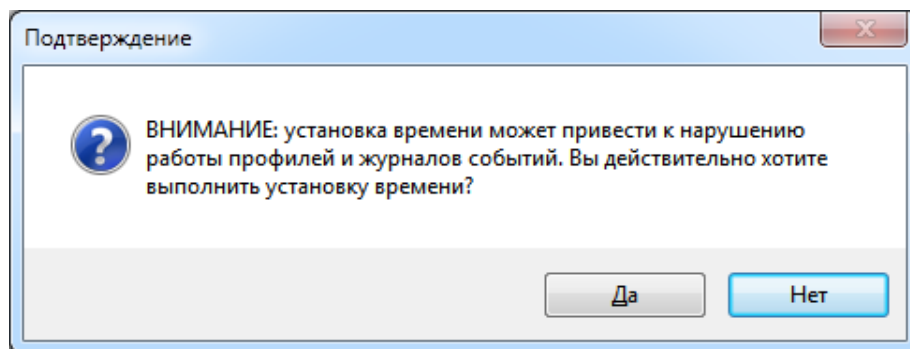 Подтверждение
ВНИМАНИЕ: установка времени может привести к нарушению
работы профилей и журналов событий. Вы действительно хотите
выполнить установку времени?
Да
Нет